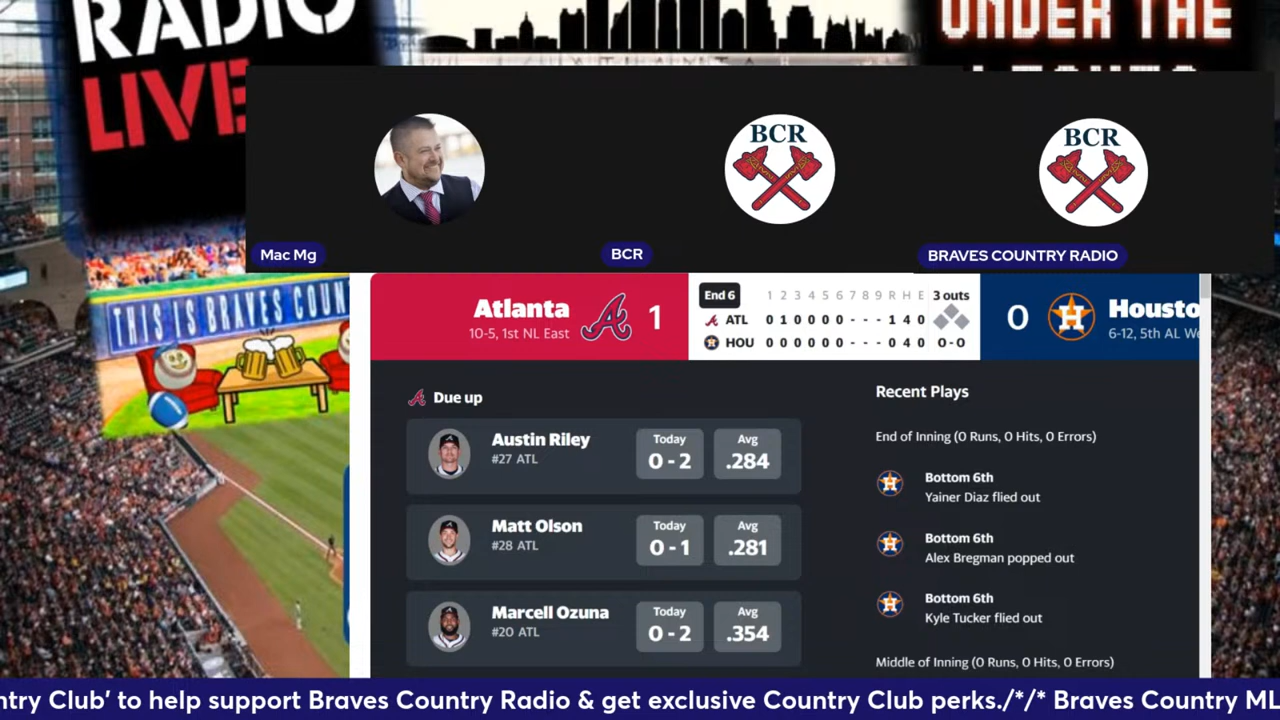 RADIO
LIVE
UNDER THE
ATLANTA
BCR
BCR
Mac Mg
BCR
BRAVES COUNTRY RADIO
THIS IS BRAVES COUN
Atlanta
10-5, 1st NL East
1
End 6 1 2 3 4 5 6 7 8 9 R H E 3 outs
ATL 0 1 0 0 0 0 - - - 1 4 0
HOU 0 0 0 0 0 0 - - - 0 4 0 0-0
0
Housto
6-12, 5th AL We
Due up
Austin Riley
#27 ATL
Today
0-2
Avg
.284
Matt Olson
#28 ATL
Today
0-1
Avg
.281
Marcell Ozuna
#20 ATL
Today
0-2
Avg
.354
Recent Plays
End of Inning (0 Runs, 0 Hits, 0 Errors)
Bottom 6th
Yainer Diaz flied out
Bottom 6th
Alex Bregman popped out
Bottom 6th
Kyle Tucker flied out
Middle of Inning (0 Runs, 0 Hits, 0 Errors)
ntry Club' to help support Braves Country Radio & get exclusive Country Club perks./*/* Braves Country ML